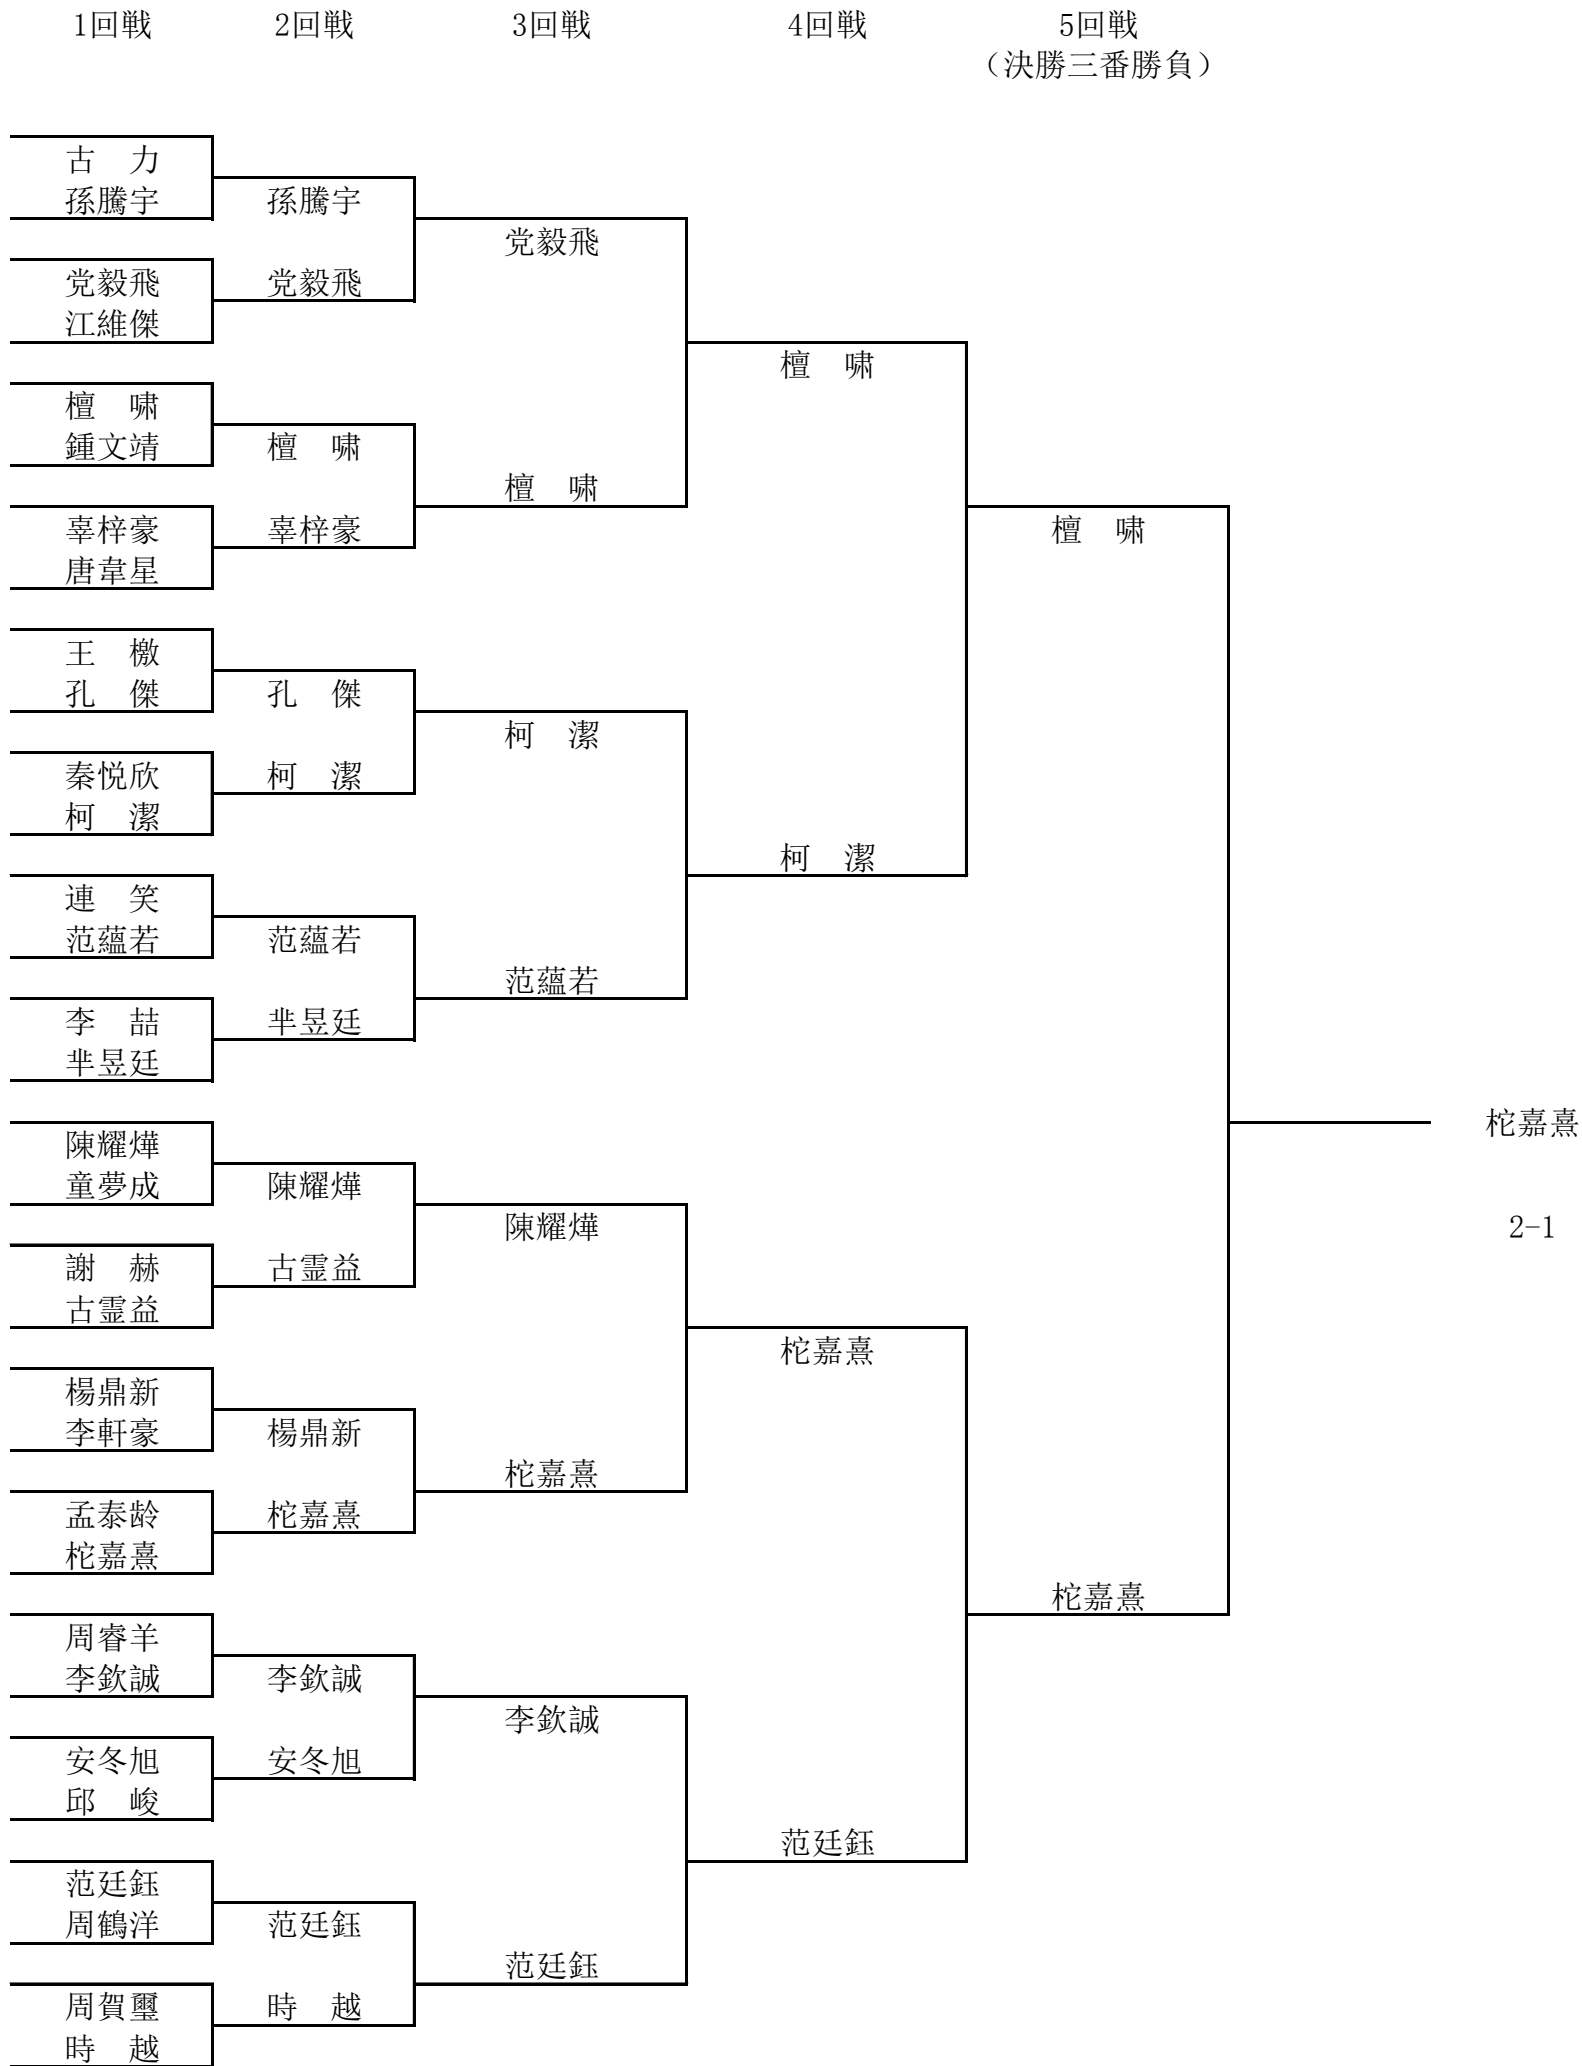 1回戦
2回戦
3回戦
4回戦
5回戦
（決勝三番勝負）
古　力
孫騰宇
党毅飛
江維傑
檀　嘯
鍾文靖
辜梓豪
唐韋星
王　檄
孔　傑
秦悦欣
柯　潔
連　笑
范蘊若
李　喆
羋昱廷
陳耀燁
童夢成
謝　赫
古霊益
楊鼎新
李軒豪
孟泰齢
柁嘉熹
周睿羊
李欽誠
安冬旭
邱　峻
范廷鈺
周鶴洋
周賀璽
時　越
孫騰宇
党毅飛
檀　嘯
辜梓豪
孔　傑
柯　潔
范蘊若
羋昱廷
陳耀燁
古霊益
楊鼎新
柁嘉熹
李欽誠
安冬旭
范廷鈺
時　越
党毅飛
檀　嘯
柯　潔
范蘊若
陳耀燁
柁嘉熹
李欽誠
范廷鈺
檀　嘯
柯　潔
柁嘉熹
范廷鈺
檀　嘯
柁嘉熹
柁嘉熹
2-1